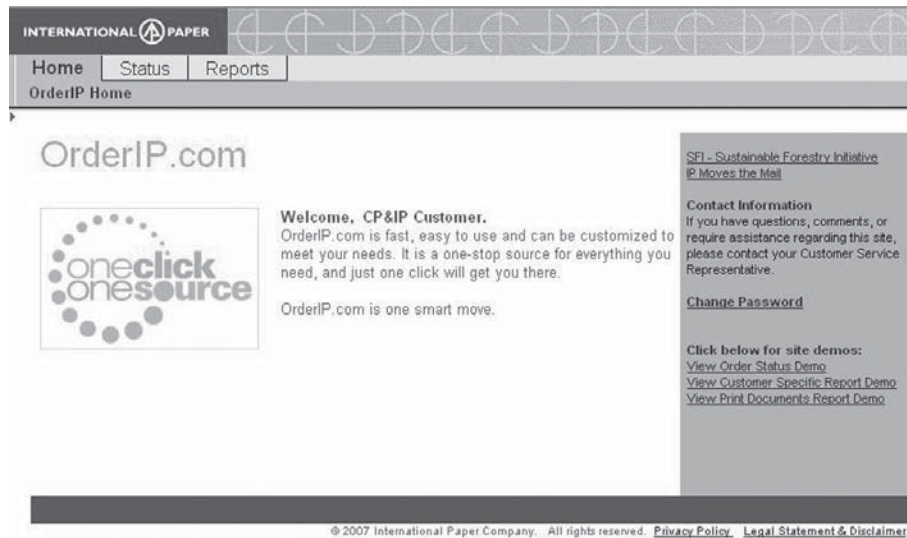 INTERNATIONAL PAPER
Home Status Reports
OrderIP Home
OrderIP.com
oneclick
onesource
Welcome, CP&IP Customer.
OrderIP.com is fast, easy to use and can be customized to
meet your needs. It is a one-stop source for everything you
need, and just one click will get you there.
OrderIP.com is one smart move.
SFI - Sustainable Forestry Initiative
IP Moves the Mail
Contact Information
If you have questions, comments, or
require assistance regarding this site,
please contact your Customer Service
Representative.
Change Password
Click below for site demos:
View Order Status Demo
View Customer Specific Report Demo
View Print Documents Report Demo
© 2007 International Paper Company. All rights reserved. Privacy Policy Legal Statement & Disclaimer